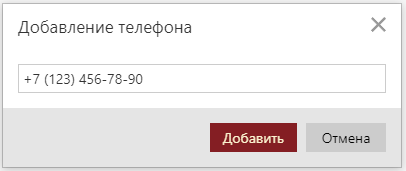 Добавление телефона
+7 (123) 456-78-90
Добавить Отмена